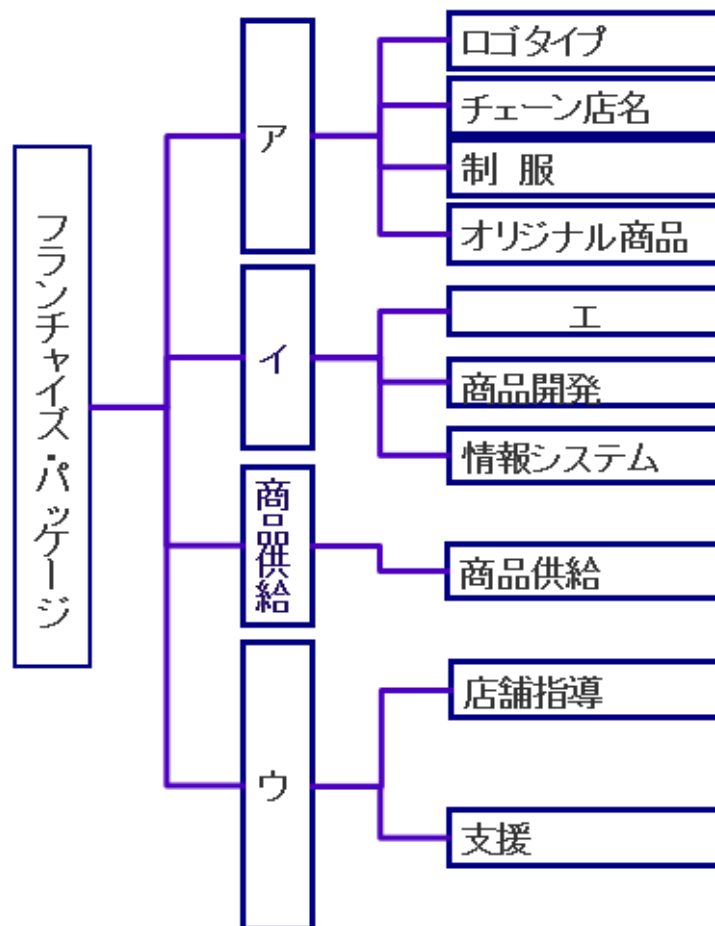 フランチャイズ・パッケージ
ア
ロゴタイプ
チェーン店名
制 服
オリジナル商品
イ
エ
商品開発
情報システム
商品供給
商品供給
ウ
店舗指導
支援